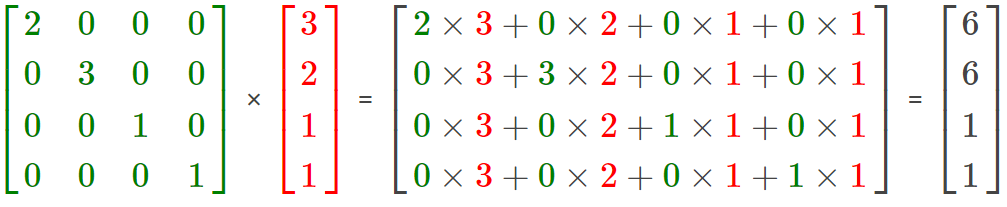 2 0 0 0   3   2 × 3 + 0 × 2 + 0 × 1 + 0 × 1   6
0 3 0 0 × 2 = 0 × 3 + 3 × 2 + 0 × 1 + 0 × 1 = 6
0 0 1 0   1   0 × 3 + 0 × 2 + 1 × 1 + 0 × 1   1
0 0 0 1   1   0 × 3 + 0 × 2 + 0 × 1 + 1 × 1   1